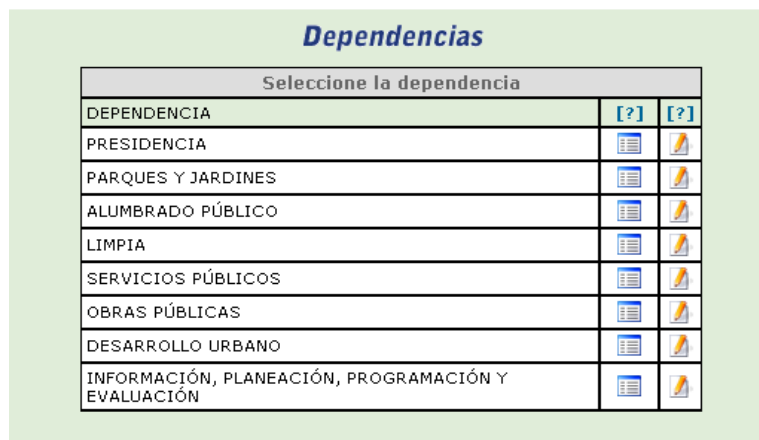 Dependencias
Seleccione la dependencia
DEPENDENCIA [?] [?]
PRESIDENCIA
PARQUES Y JARDINES
ALUMBRADO PÚBLICO
LIMPIA
SERVICIOS PÚBLICOS
OBRAS PÚBLICAS
DESARROLLO URBANO
INFORMACIÓN, PLANEACIÓN, PROGRAMACIÓN Y
EVALUACIÓN